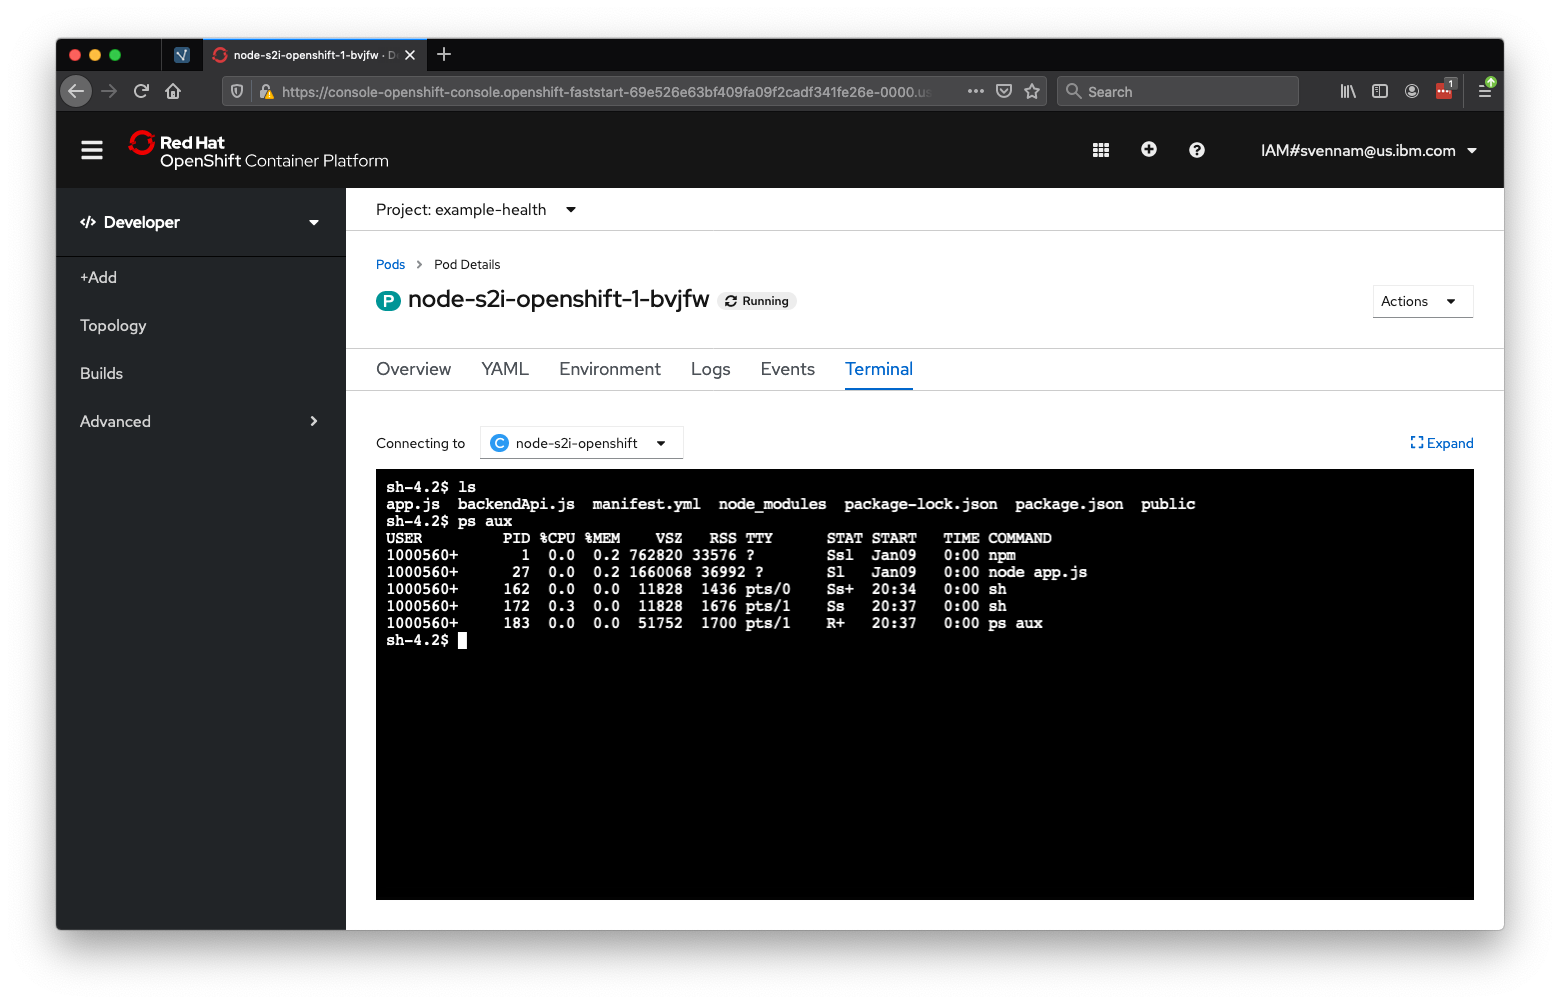 node-s2i-openshift-1-bvjfw · D
https://console-openshift-console.openshift-faststart-69e526e63bf409fa09f2cadf341fe26e-0000.us
Search
1
Red Hat
OpenShift Container Platform
IAM#svennam@us.ibm.com
Developer
+Add
Topology
Builds
Advanced
Project: example-health
Pods > Pod Details
P node-s2i-openshift-1-bvjfw Running
Actions
Overview YAML Environment Logs Events Terminal
Connecting to C node-s2i-openshift
Expand
sh-4.2$ ls
app.js  backendApi.js  manifest.yml  node_modules  package-lock.json  package.json  public
sh-4.2$ ps aux
USER         PID %CPU %MEM    VSZ   RSS TTY      STAT START   TIME COMMAND
1000560+       1  0.0  0.2 762820 33576 ?        Ssl  Jan09   0:00 npm
1000560+      27  0.0  0.2 1660068 36992 ?       Sl   Jan09   0:00 node app.js
1000560+     162  0.0  0.0  11828  1436 pts/0    Ss+  20:34   0:00 sh
1000560+     172  0.3  0.0  11828  1676 pts/1    Ss   20:37   0:00 sh
1000560+     183  0.0  0.0  51752  1700 pts/1    R+   20:37   0:00 ps aux
sh-4.2$